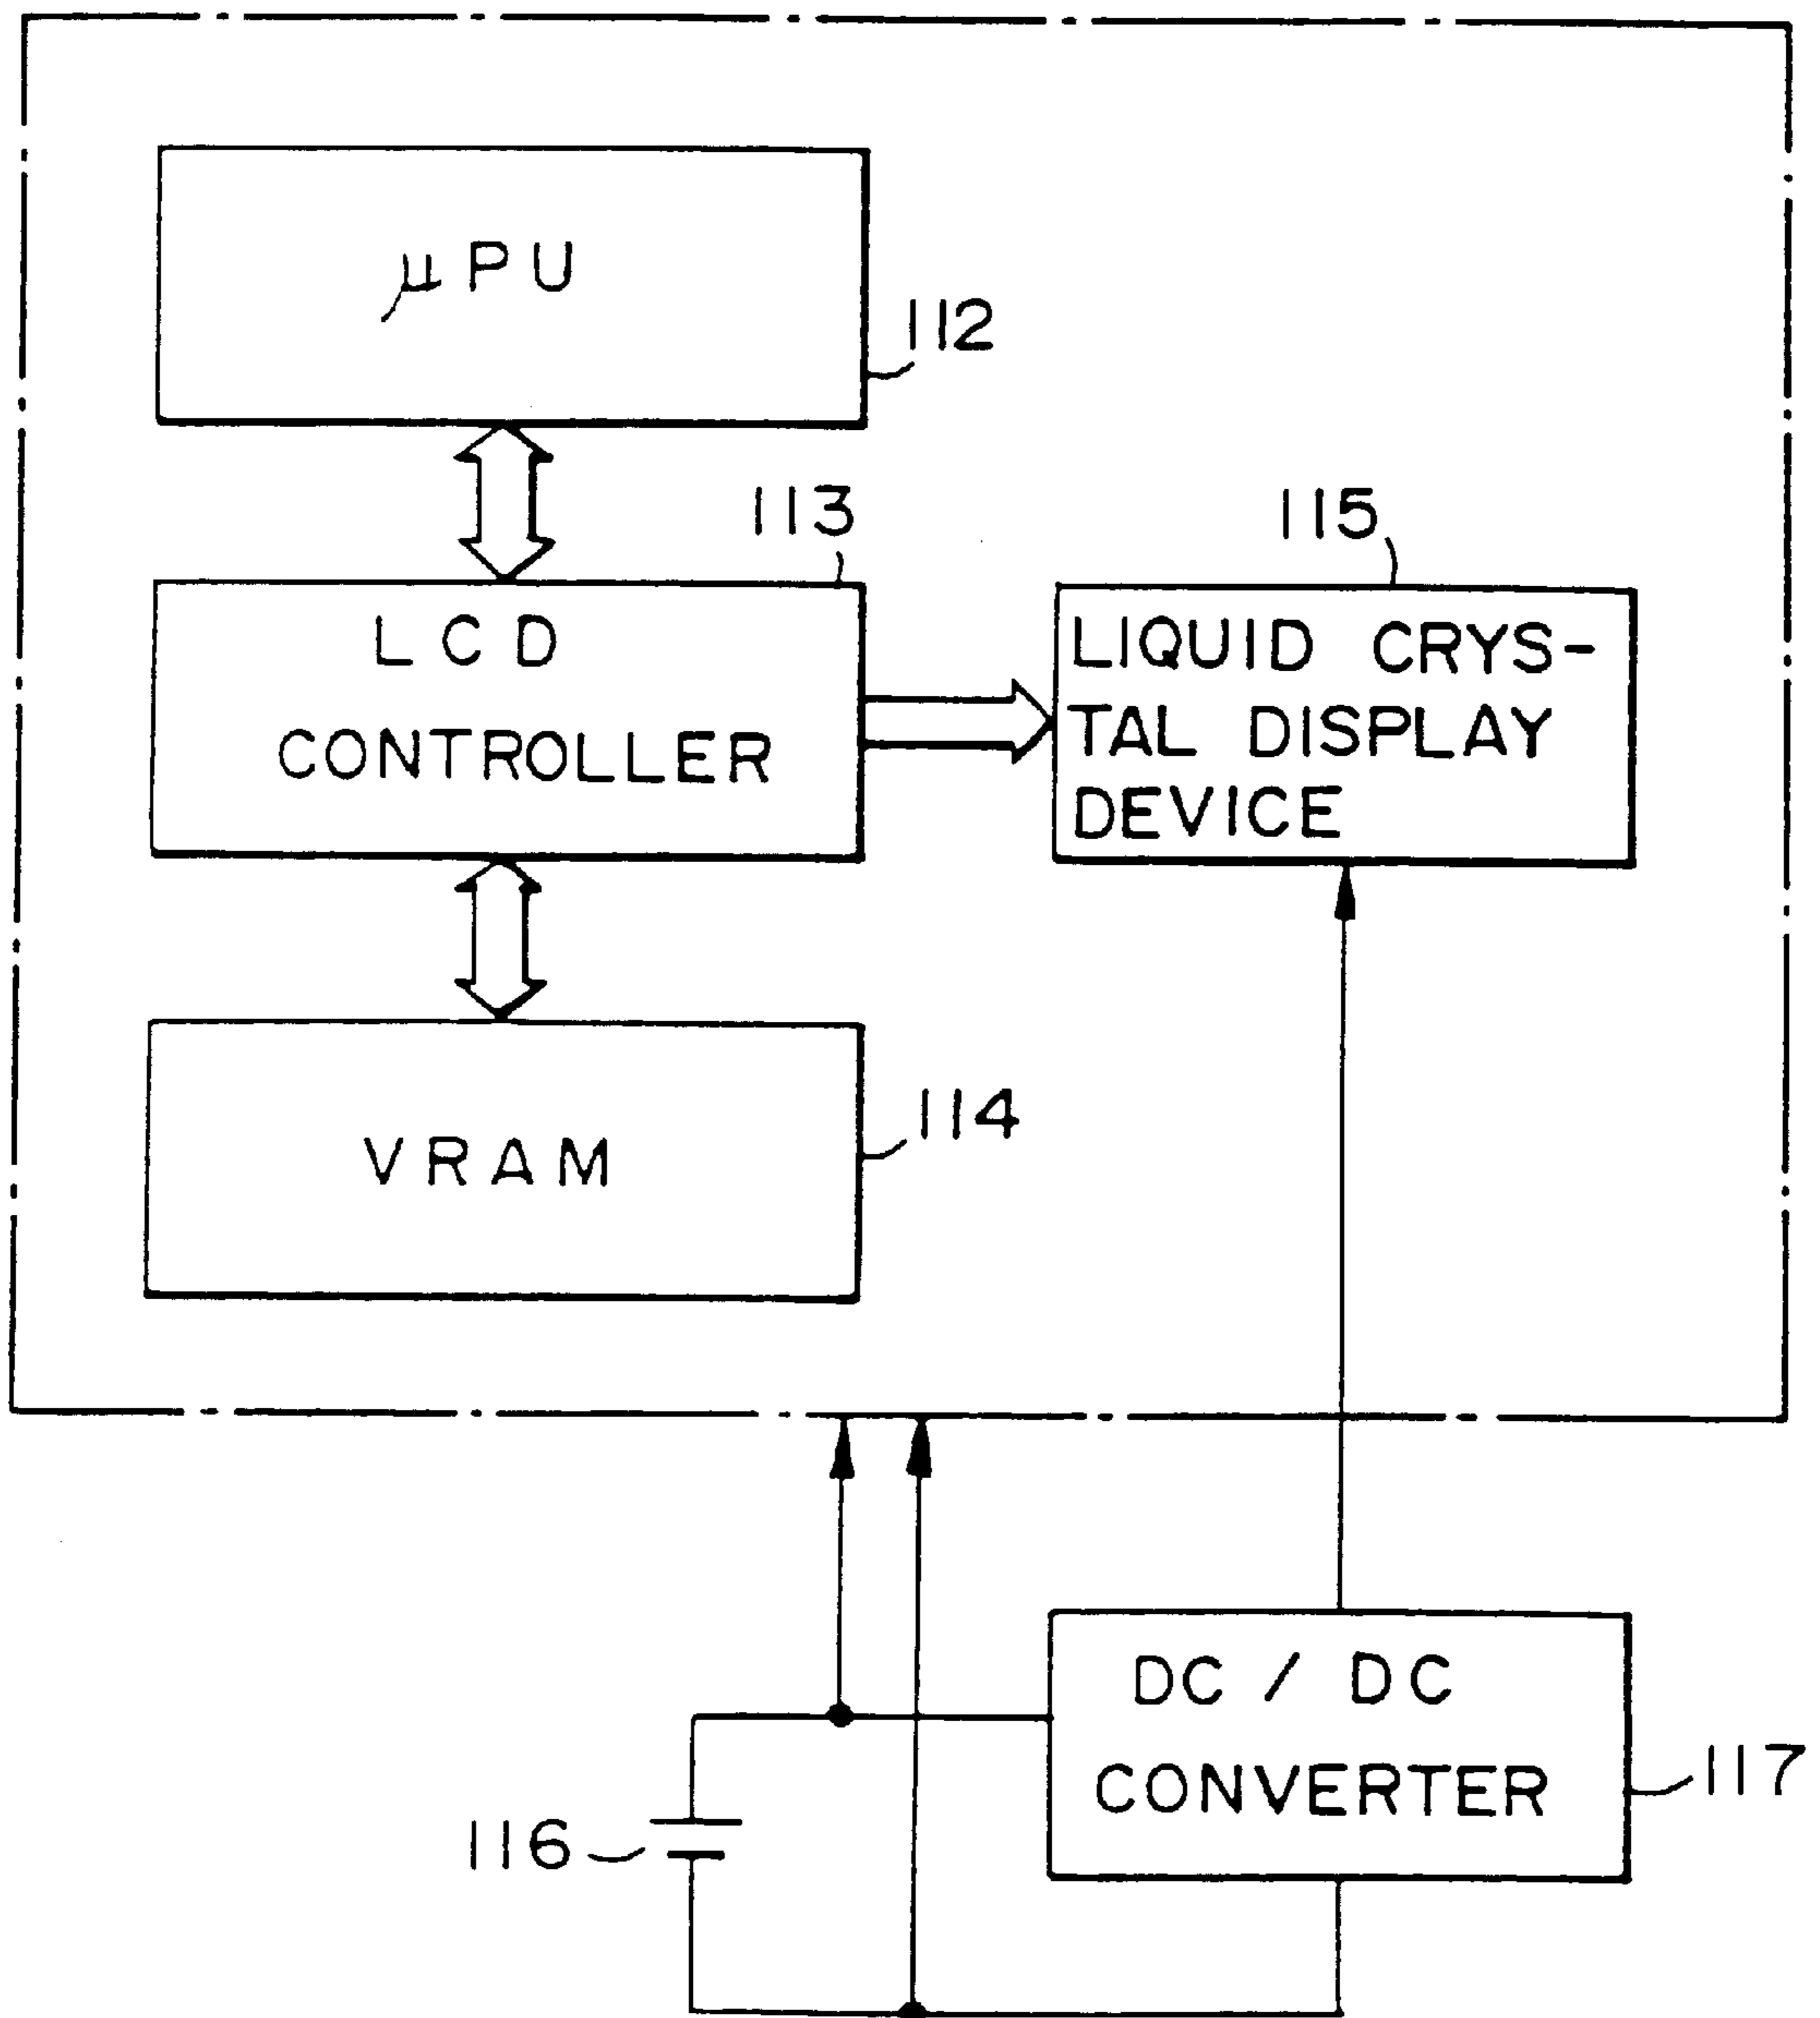 μPU
112
113
LCD
CONTROLLER
115
LIQUID CRYS-
TAL DISPLAY
DEVICE
VRAM
114
DC / DC
CONVERTER
117
116